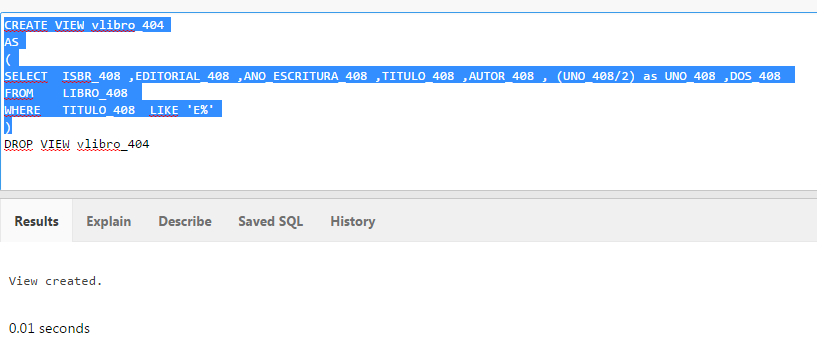 CREATE VIEW vlibro_404
AS
(
SELECT  ISBR_408 ,EDITORIAL_408 ,ANO_ESCRITURA_408 ,TITULO_408 ,AUTOR_408 , (UNO_408/2) as UNO_408 ,DOS_408
FROM    LIBRO_408
WHERE   TITULO_408  LIKE 'E%'
)
DROP VIEW vlibro_404
Results Explain Describe Saved SQL History
View created.
0.01 seconds